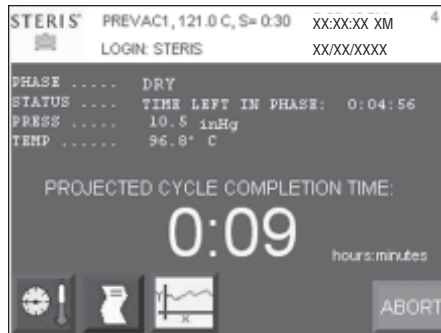 STERIS® PREVAC1, 121.0 C, S= 0:30 XX:XX:XX XM 4
LOGIN: STERIS XX/XX/XXXX
PHASE ..... DRY
STATUS .... TIME LEFT IN PHASE: 0:04:56
PRESS ..... 10.5 inHg
TEMP ...... 96.8° C
PROJECTED CYCLE COMPLETION TIME:
0:09
hours:minutes
X
ABORT